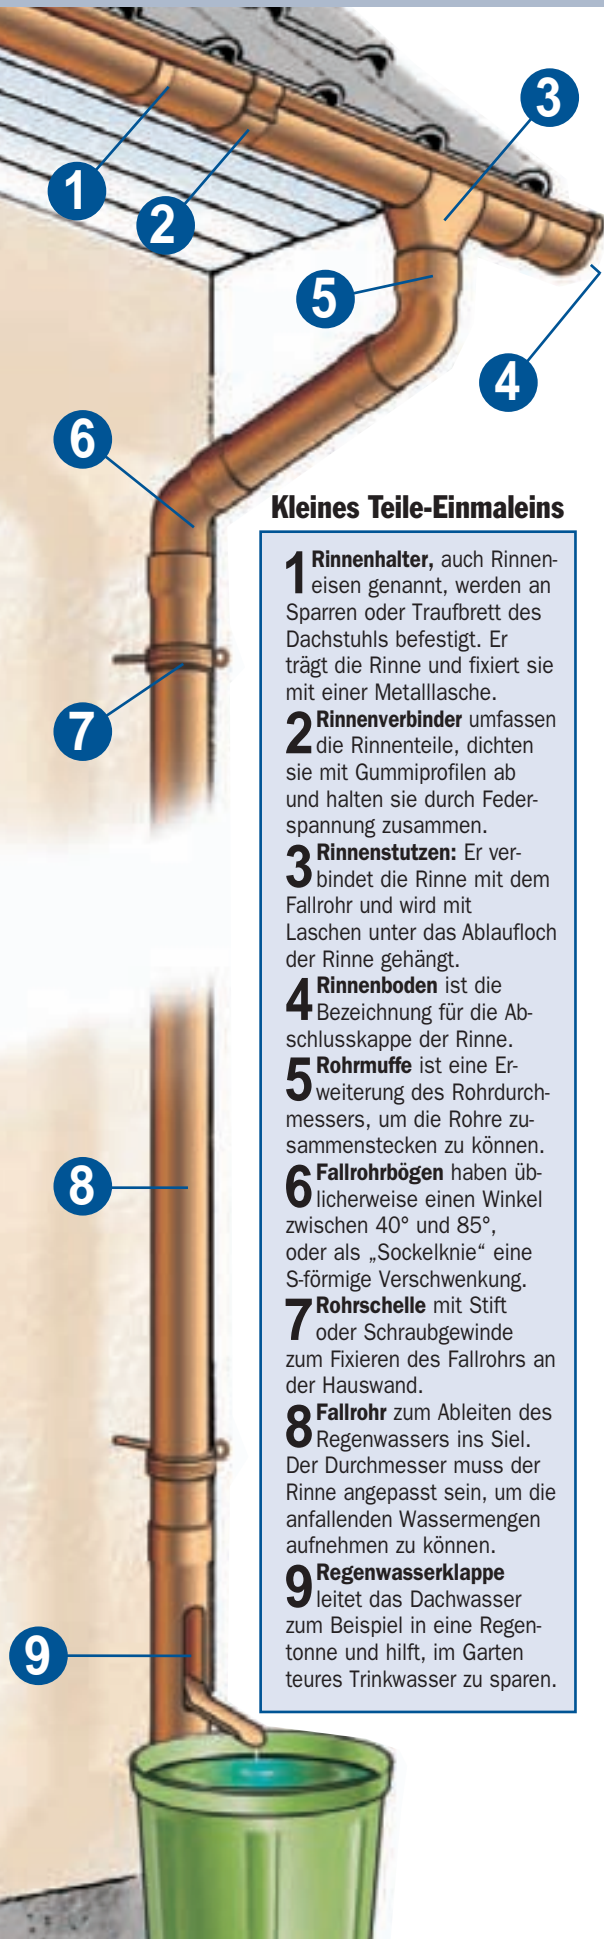 3
1
2
5
4
6
Kleines Teile-Einmaleins
1 Rinnenhalter, auch Rinnen-
eisen genannt, werden an
Sparren oder Traufbrett des
Dachstuhls befestigt. Er
trägt die Rinne und fixiert sie
mit einer Metalllasche.
2 Rinnenverbinder umfassen
die Rinnenteile, dichten
sie mit Gummiprofilen ab
und halten sie durch Feder-
spannung zusammen.
3 Rinnenstutzen: Er ver-
bindet die Rinne mit dem
Fallrohr und wird mit
Laschen unter das Ablaufloch
der Rinne gehängt.
4 Rinnenboden ist die
Bezeichnung für die Ab-
schlusskappe der Rinne.
5 Rohrmuffe ist eine Er-
weiterung des Rohrdurch-
messers, um die Rohre zu-
sammenstecken zu können.
6 Fallrohrbögen haben üb-
licherweise einen Winkel
zwischen 40° und 85°,
oder als „Sockelknie“ eine
S-förmige Verschwenkung.
7 Rohrschelle mit Stift
oder Schraubgewinde
zum Fixieren des Fallrohrs an
der Hauswand.
8 Fallrohr zum Ableiten des
Regenwassers ins Siel.
Der Durchmesser muss der
Rinne angepasst sein, um die
anfallenden Wassermengen
aufnehmen zu können.
9 Regenwasserklappe
leitet das Dachwasser
zum Beispiel in eine Regen-
tonne und hilft, im Garten
teures Trinkwasser zu sparen.
7
8
9